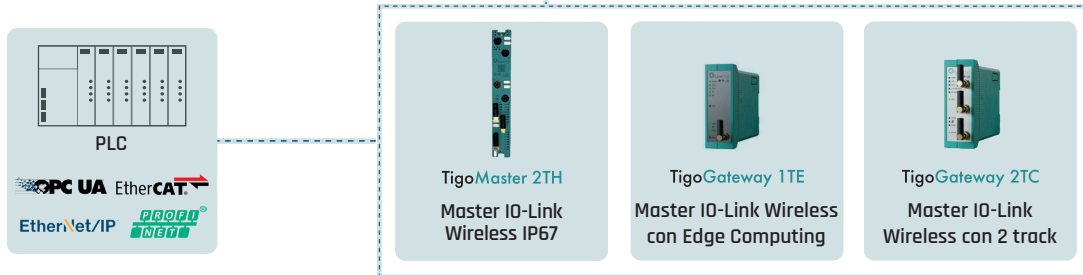 PLC
OPC UA
EtherCAT®
EtherNet/IP
PROFI
NET®
TigoMaster 2TH
Master IO-Link
Wireless IP67
TigoGateway 1TE
Master IO-Link Wireless
con Edge Computing
TigoGateway 2TC
Master IO-Link
Wireless con 2 track